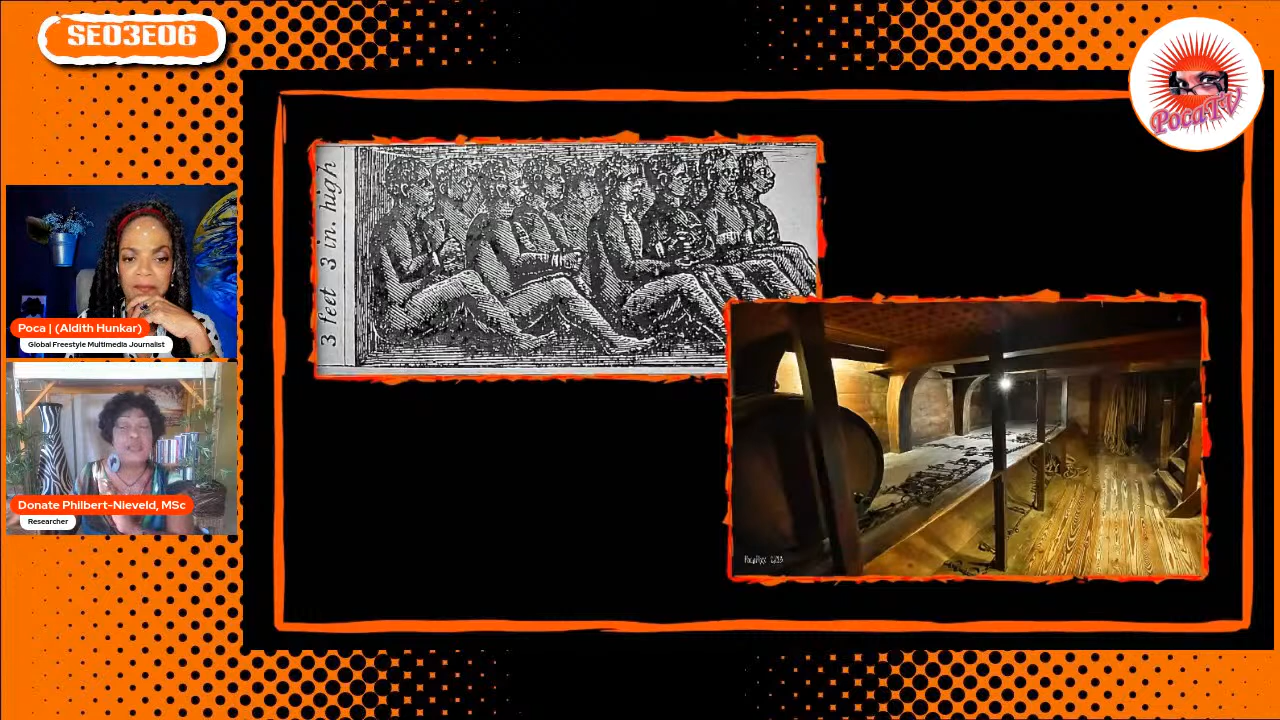 SE03E06
PocaTV
Poca | (Aldith Hunkar)
Global Freestyle Multimedia Journalist
Donate Philbert-Nieveld, MSc
Researcher
3 feet 3 in. high